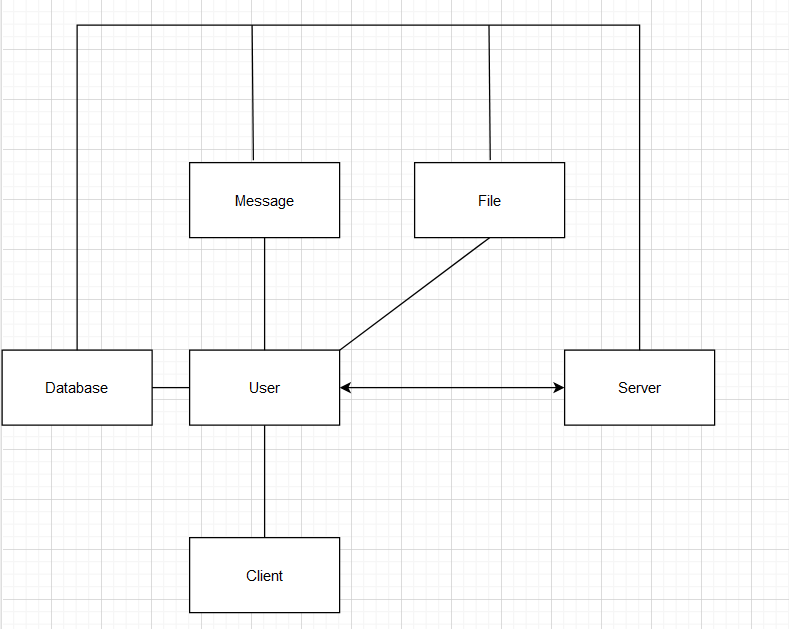 Message
File
Database
User
Server
Client